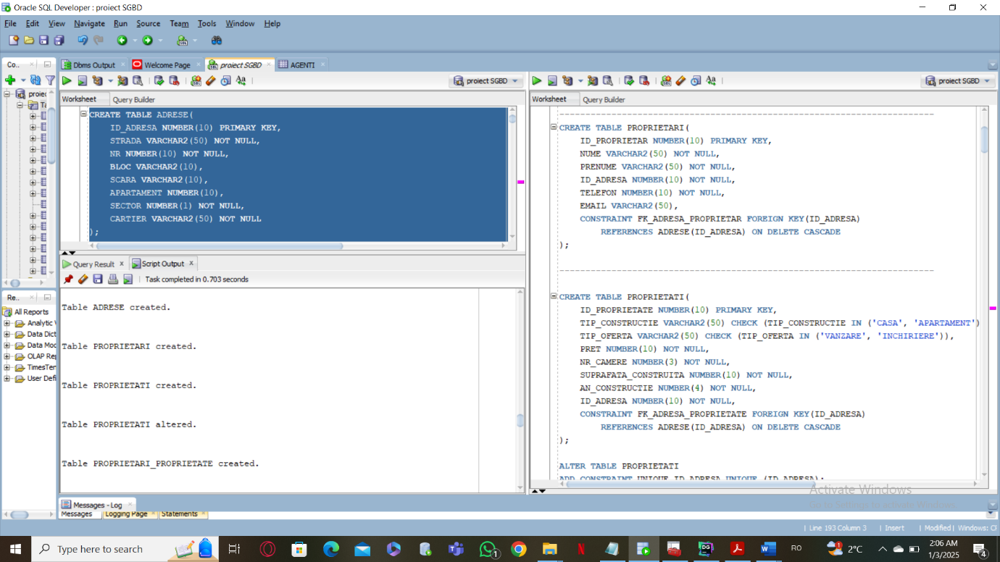 Oracle SQL Developer : proiect SGBD
File Edit View Navigate Run Source Team Tools Window Help
Co..
Dbms Output
Welcome Page
proiect SGBD
AGENTI
proiect SGBD
proiect SGBD
Worksheet Query Builder
CREATE TABLE ADRESE(
ID_ADRESA NUMBER(10) PRIMARY KEY,
STRADA VARCHAR2(50) NOT NULL,
NR NUMBER(10) NOT NULL,
BLOC VARCHAR2(10),
SCARA VARCHAR2(10),
APARTAMENT NUMBER(10),
SECTOR NUMBER(1) NOT NULL,
CARTIER VARCHAR2(50) NOT NULL
);
Query Result
Script Output
Task completed in 0.703 seconds
Table ADRESE created.
Table PROPRIETARI created.
Table PROPRIETATI created.
Table PROPRIETATI altered.
Table PROPRIETARI_PROPRIETATE created.
Worksheet Query Builder
CREATE TABLE PROPRIETARI(
ID_PROPRIETAR NUMBER(10) PRIMARY KEY,
NUME VARCHAR2(50) NOT NULL,
PRENUME VARCHAR2(50) NOT NULL,
ID_ADRESA NUMBER(10) NOT NULL,
TELEFON NUMBER(10) NOT NULL,
EMAIL VARCHAR2(50),
CONSTRAINT FK_ADRESA_PROPRIETAR FOREIGN KEY(ID_ADRESA)
REFERENCES ADRESE(ID_ADRESA) ON DELETE CASCADE
);
CREATE TABLE PROPRIETATI(
ID_PROPRIETATE NUMBER(10) PRIMARY KEY,
TIP_CONSTRUCTIE VARCHAR2(50) CHECK (TIP_CONSTRUCTIE IN ('CASA', 'APARTAMENT')
TIP_OFERTA VARCHAR2(50) CHECK (TIP_OFERTA IN ('VANZARE', 'INCHIRIERE')),
PRET NUMBER(10) NOT NULL,
NR_CAMERE NUMBER(3) NOT NULL,
SUPRAFATA_CONSTRUITA NUMBER(10) NOT NULL,
AN_CONSTRUCTIE NUMBER(4) NOT NULL,
ID_ADRESA NUMBER(10) NOT NULL,
CONSTRAINT FK_ADRESA_PROPRIETATE FOREIGN KEY(ID_ADRESA)
REFERENCES ADRESE(ID_ADRESA) ON DELETE CASCADE
);
ALTER TABLE PROPRIETATI
ADD CONSTRAINT UNIQUE_ID_ADRESA UNIQUE (ID_ADRESA);
proiec
Re..
All Reports
Analytic
Data Dict
Data Mod
OLAP Rep
TimesTen
User Defi
Messages - Log
Messages Logging Page Statements
Activate Windows
Go to Settings to activate Windows.
Line 193 Column 3 Insert Modified Windows: CR
Type here to search
RO
2°C
2:06 AM
1/3/2025
1
4